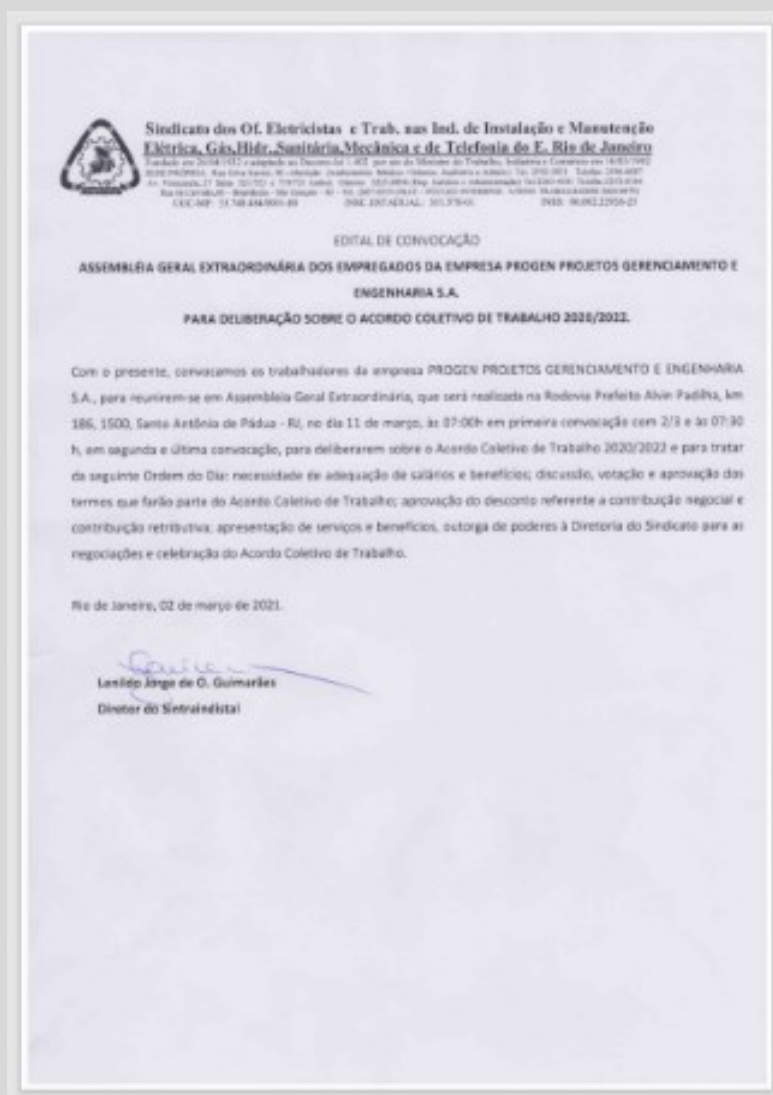 Sindicato dos Of. Eletricistas e Trab. nas Ind. de Instalação e Manutenção
Elétrica, Gás,Hidr.,Sanitária,Mecânica e de Telefonia do E. Rio de Janeiro
EDITAL DE CONVOCAÇÃO
ASSEMBLÉIA GERAL EXTRAORDINÁRIA DOS EMPREGADOS DA EMPRESA PROGEN PROJETOS GERENCIAMENTO E
ENGENHARIA S.A.
PARA DELIBERAÇÃO SOBRE O ACORDO COLETIVO DE TRABALHO 2020/2022.
Com o presente, convocamos os trabalhadores da empresa PROGEN PROJETOS GERENCIAMENTO E ENGENHARIA
S.A., para reunirem-se em Assembleia Geral Extraordinária, que será realizada na Rodovia Prefeito Alvin Padilha, km
186, 1500, Santo Antônio de Pádua - RJ, no dia 11 de março, às 07:00h em primeira convocação com 2/3 e às 07:30
h, em segunda e última convocação, para deliberarem sobre o Acordo Coletivo de Trabalho 2020/2022 e para tratar
da seguinte Ordem do Dia: necessidade de adequação de salários e benefícios; discussão, votação e aprovação dos
termos que farão parte do Acordo Coletivo de Trabalho; aprovação do desconto referente a contribuição negocial e
contribuição retributiva; apresentação de serviços e benefícios, outorga de poderes à Diretoria do Sindicato para as
negociações e celebração do Acordo Coletivo de Trabalho.
Rio de Janeiro, 02 de março de 2021.
Lenildo Jorge de O. Guimarães
Diretor do Sintraindistal